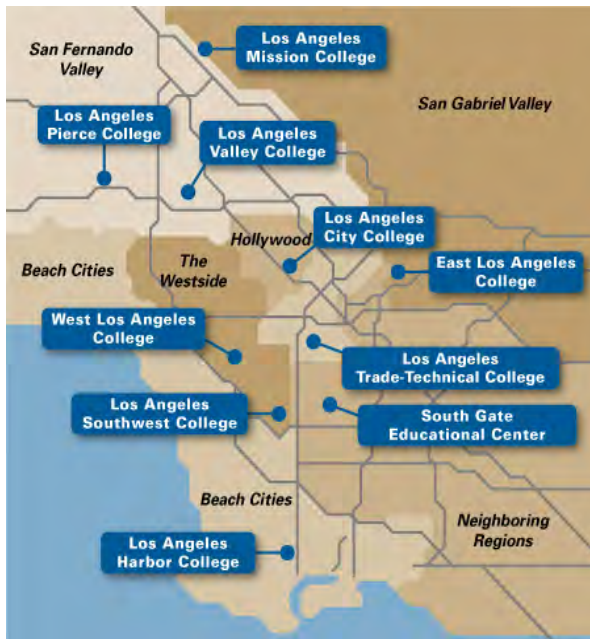 Los Angeles
Mission College
San Fernando
Valley
San Gabriel Valley
Los Angeles
Pierce College
Los Angeles
Valley College
Los Angeles
City College
Hollywood
Beach Cities
The
Westside
East Los Angeles
College
West Los Angeles
College
Los Angeles
Trade-Technical College
Los Angeles
Southwest College
South Gate
Educational Center
Beach Cities
Neighboring
Regions
Los Angeles
Harbor College